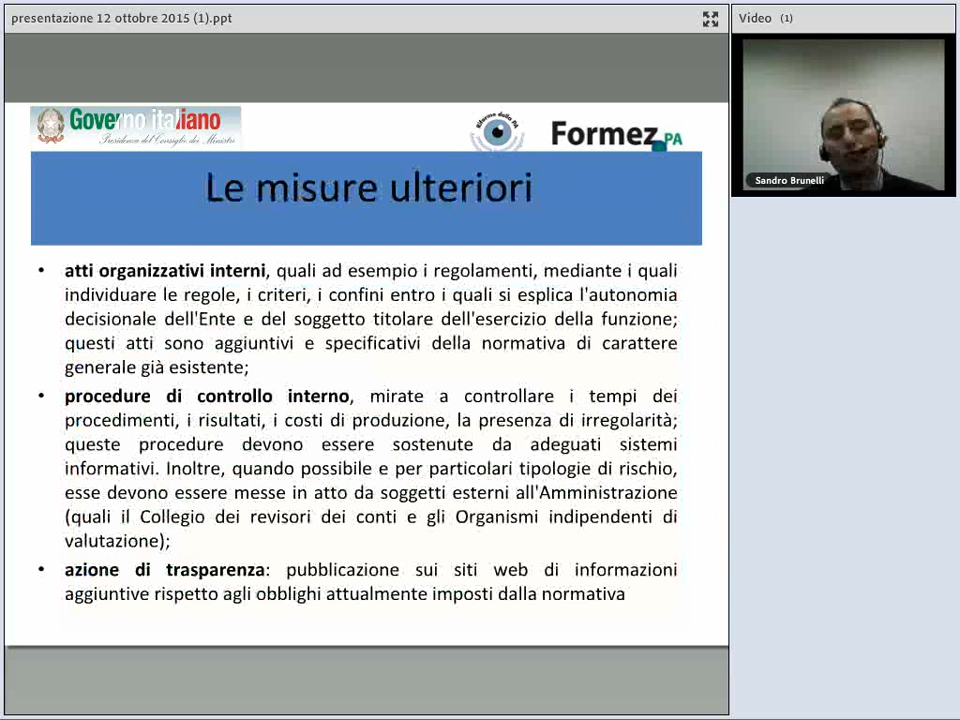 presentazione 12 ottobre 2015 (1).ppt
Video (1)
Governo italiano
Presidenza del Consiglio dei Ministri
Riforma della PA
Formez PA
Sandro Brunelli
Le misure ulteriori
• atti organizzativi interni, quali ad esempio i regolamenti, mediante i quali
individuare le regole, i criteri, i confini entro i quali si esplica l'autonomia
decisionale dell'Ente e del soggetto titolare dell'esercizio della funzione;
questi atti sono aggiuntivi e specificativi della normativa di carattere
generale già esistente;
• procedure di controllo interno, mirate a controllare i tempi dei
procedimenti, i risultati, i costi di produzione, la presenza di irregolarità;
queste procedure devono essere sostenute da adeguati sistemi
informativi. Inoltre, quando possibile e per particolari tipologie di rischio,
esse devono essere messe in atto da soggetti esterni all'Amministrazione
(quali il Collegio dei revisori dei conti e gli Organismi indipendenti di
valutazione);
• azione di trasparenza: pubblicazione sui siti web di informazioni
aggiuntive rispetto agli obblighi attualmente imposti dalla normativa